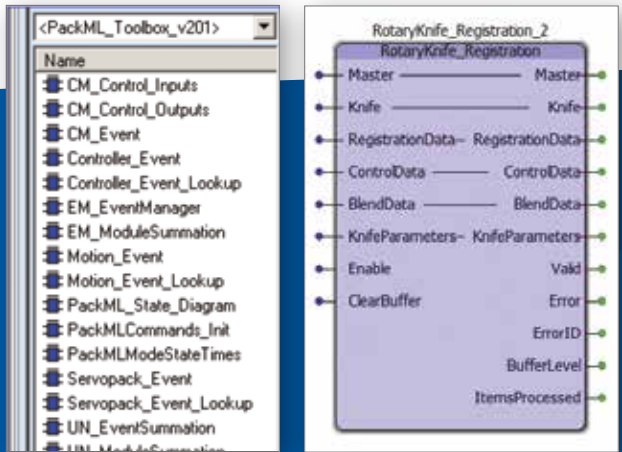 <PackML_Toolbox_v201>
Name
CM_Control_Inputs
CM_Control_Outputs
CM_Event
Controller_Event
Controller_Event_Lookup
EM_EventManager
EM_ModuleSummation
Motion_Event
Motion_Event_Lookup
PackML_State_Diagram
PackMLCommands_Init
PackMLModeStateTimes
Servopack_Event
Servopack_Event_Lookup
UN_EventSummation
UN_ModuleSummation
RotaryKnife_Registration_2
RotaryKnife_Registration
Master Master
Knife Knife
RegistrationData RegistrationData
ControlData ControlData
BlendData BlendData
KnifeParameters KnifeParameters
Enable Valid
ClearBuffer Error
ErrorID
BufferLevel
ItemsProcessed